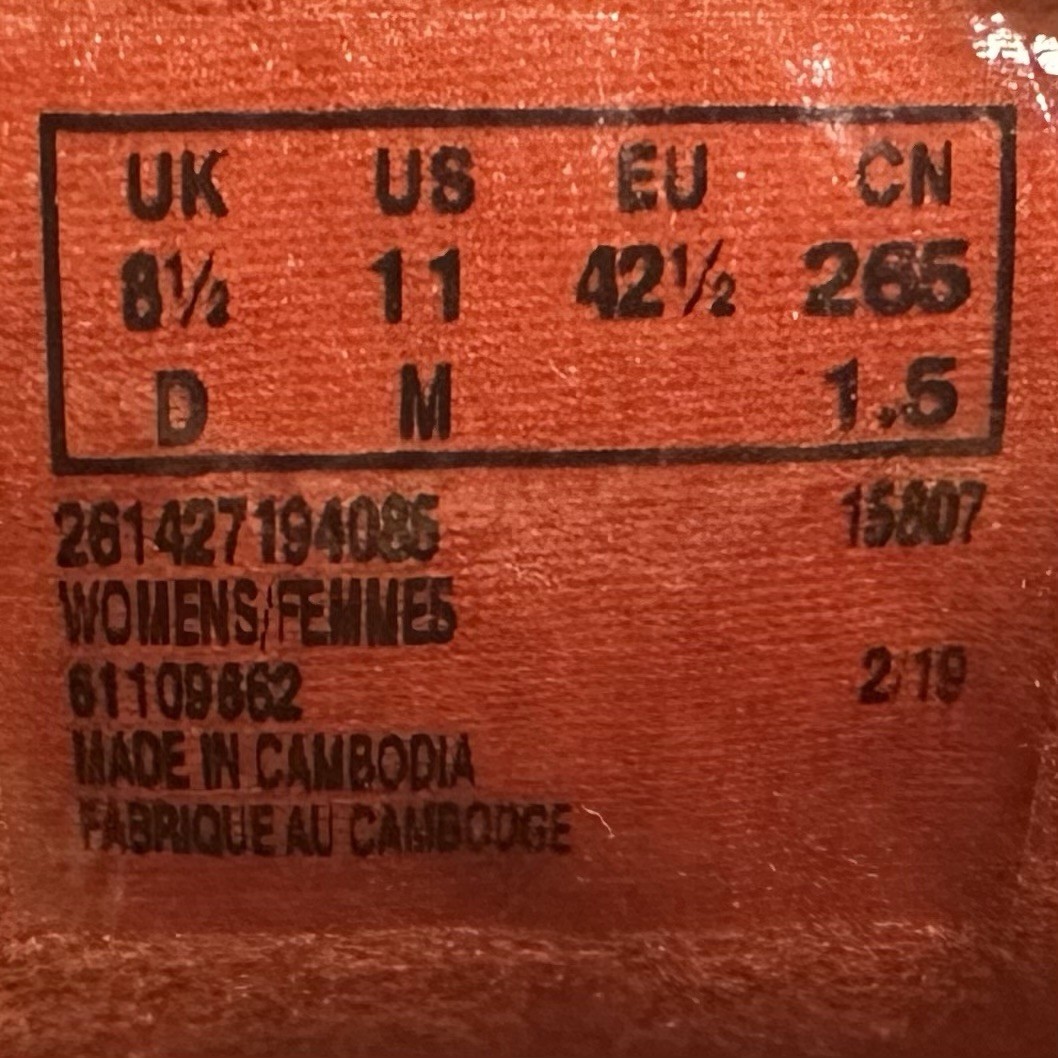 UK US EU CN
8½ 11 42½ 265
D M 1.5
261427194085 15807
WOMENS/FEMMES
61109662 2/19
MADE IN CAMBODIA
FABRIQUE AU CAMBODGE